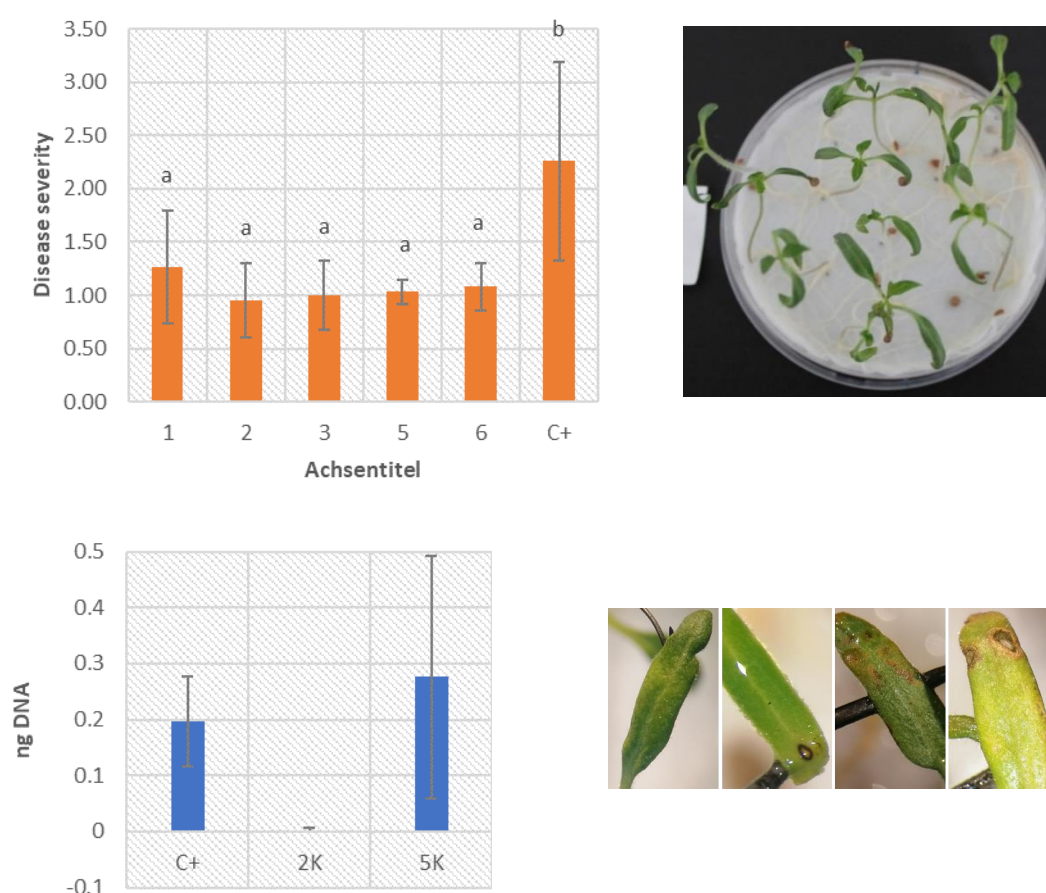 3.50
3.00
2.50
2.00
1.50
1.00
0.50
0.00
Disease severity
a
a
a
a
a
b
1 2 3 5 6 C+
Achsentitel
0.5
0.4
0.3
0.2
0.1
0
-0.1
ng DNA
C+ 2K 5K